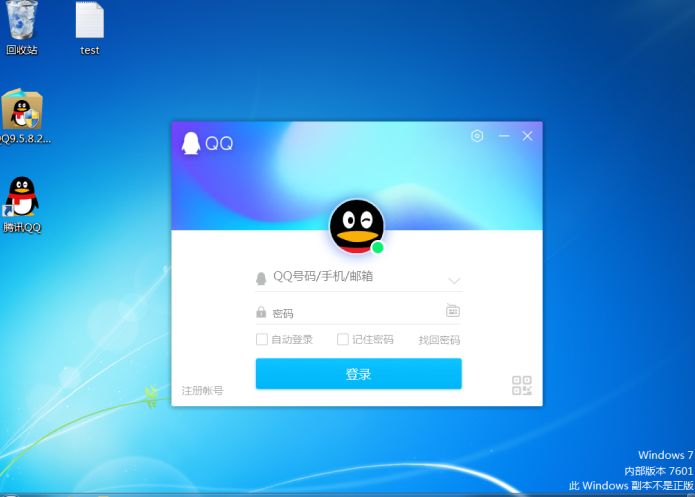 回收站
test
QQ9.5.8.2...
腾讯QQ
QQ
QQ号码/手机/邮箱
密码
自动登录
记住密码
找回密码
登录
注册帐号
Windows 7
内部版本 7601
此 Windows 副本不是正版